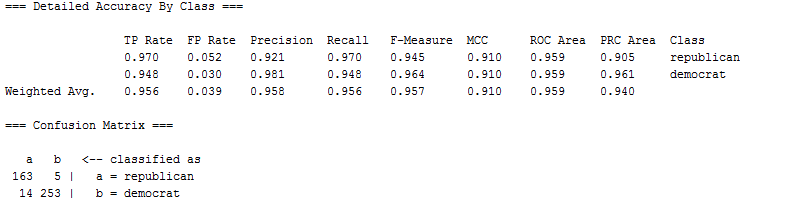 === Detailed Accuracy By Class ===
TP Rate FP Rate Precision Recall F-Measure MCC ROC Area PRC Area Class
0.970 0.052 0.921 0.970 0.945 0.910 0.959 0.905 republican
0.948 0.030 0.981 0.948 0.964 0.910 0.959 0.961 democrat
Weighted Avg. 0.956 0.039 0.958 0.956 0.957 0.910 0.959 0.940
=== Confusion Matrix ===
a b <-- classified as
163 5 | a = republican
14 253 | b = democrat